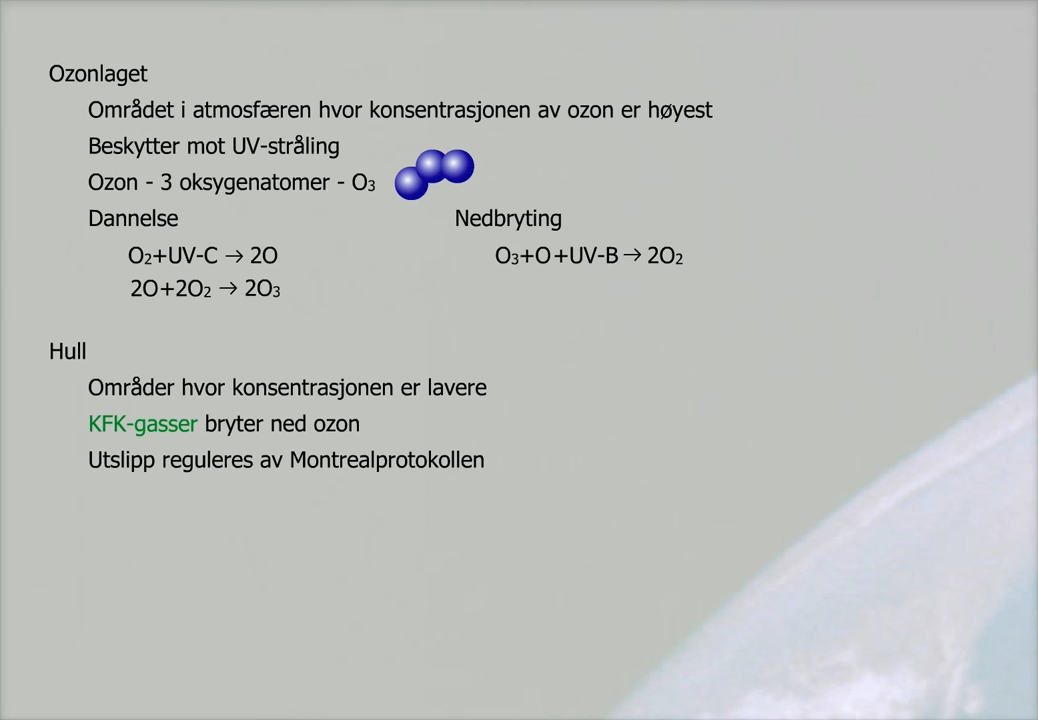 Ozonlaget
Området i atmosfæren hvor konsentrasjonen av ozon er høyest
Beskytter mot UV-stråling
Ozon - 3 oksygenatomer - O3
Dannelse Nedbryting
O2+UV-C → 2O O3+O+UV-B → 2O2
2O+2O2 → 2O3
Hull
Områder hvor konsentrasjonen er lavere
KFK-gasser bryter ned ozon
Utslipp reguleres av Montrealprotokollen